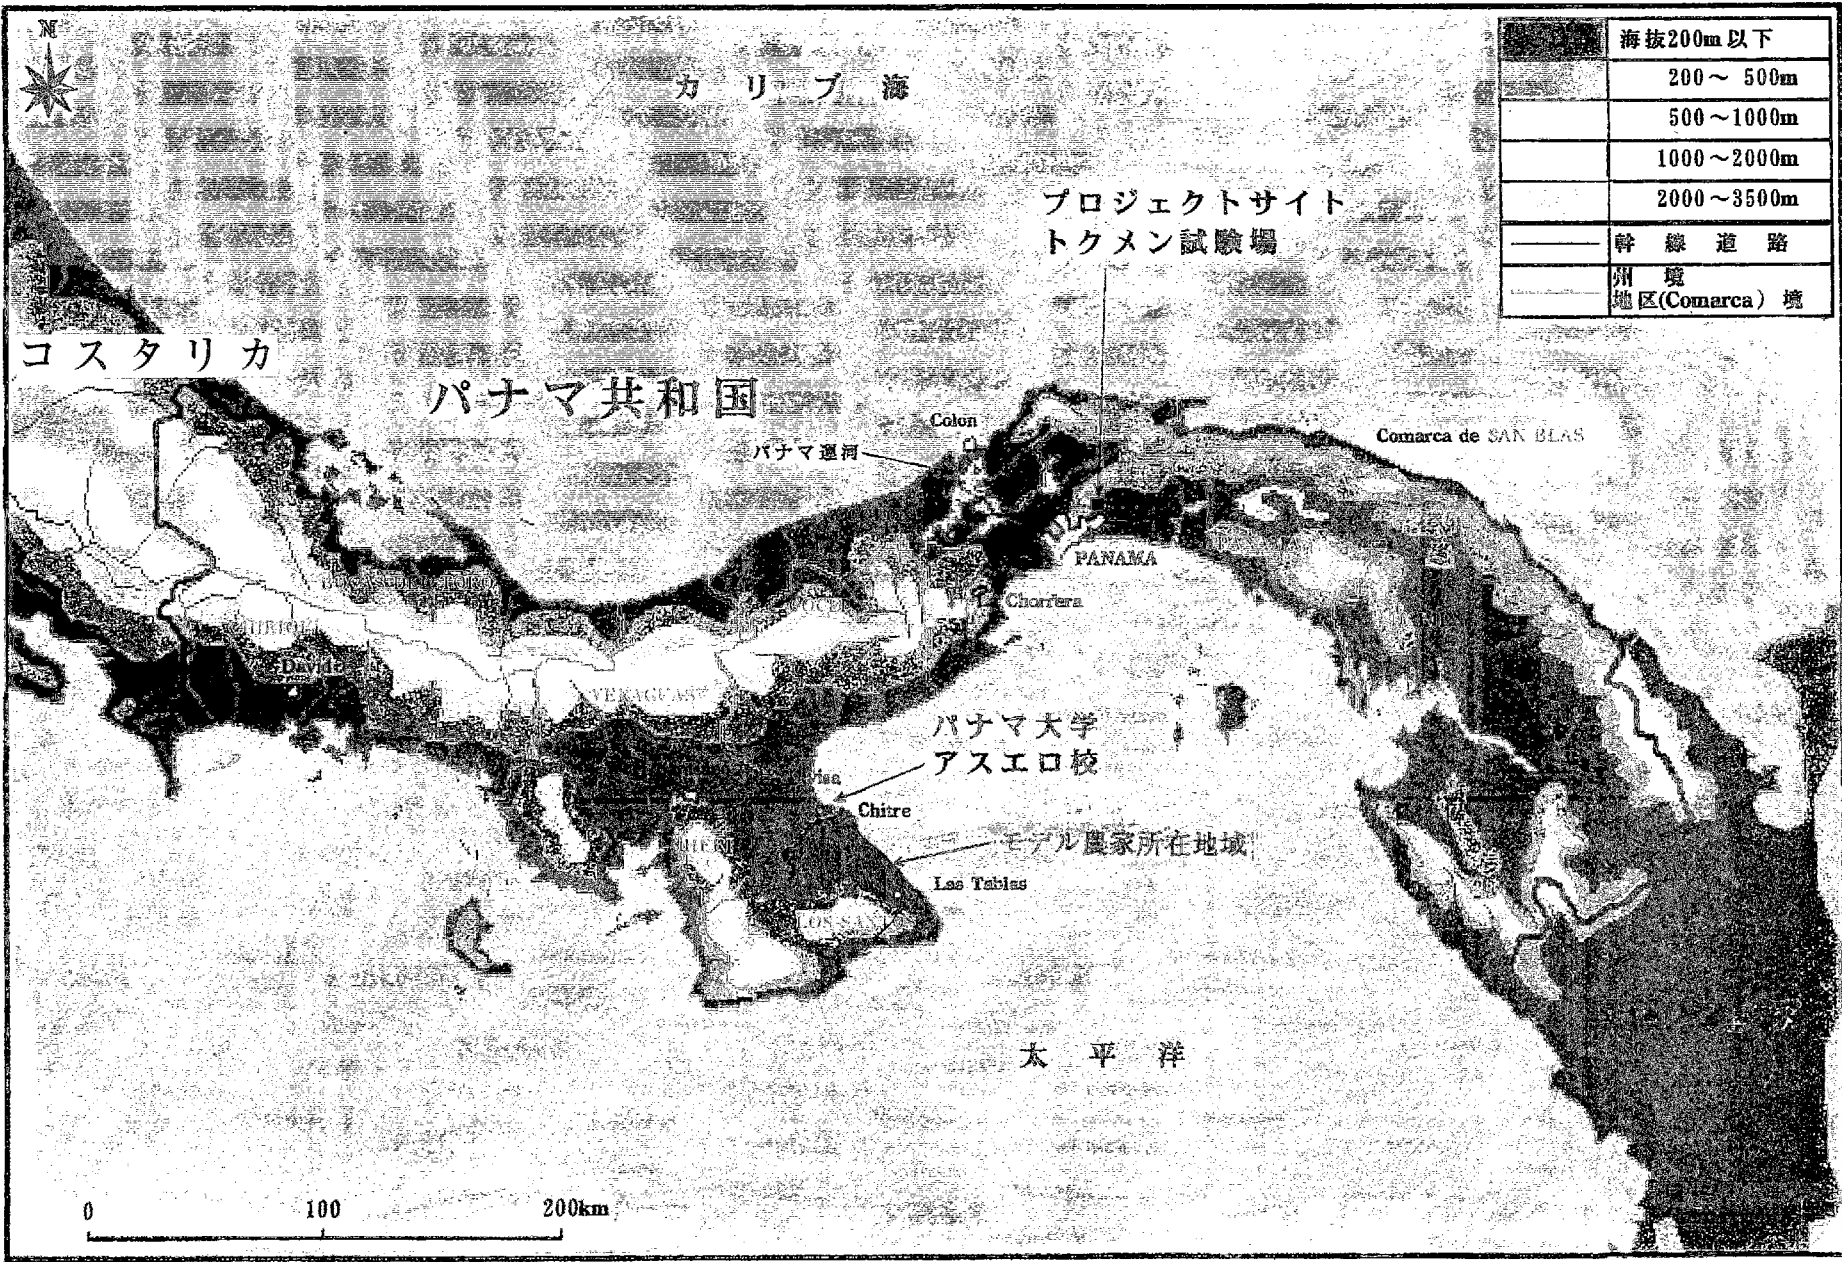 N
カリブ海
海抜200m以下
200～500m
500～1000m
1000～2000m
2000～3500m
幹線道路
州境
地区(Comarca)境
プロジェクトサイト
トクメン試験場
コスタリカ
パナマ共和国
Colon
パナマ運河
Comarca de SAN BLAS
PANAMA
BOCAS DEL TORO
Chorrera
CHIRIQUI
David
VERAGUAS
パナマ大学
アスエロ校
Chitre
モデル農家所在地域
Las Tablas
太平洋
0 100 200km